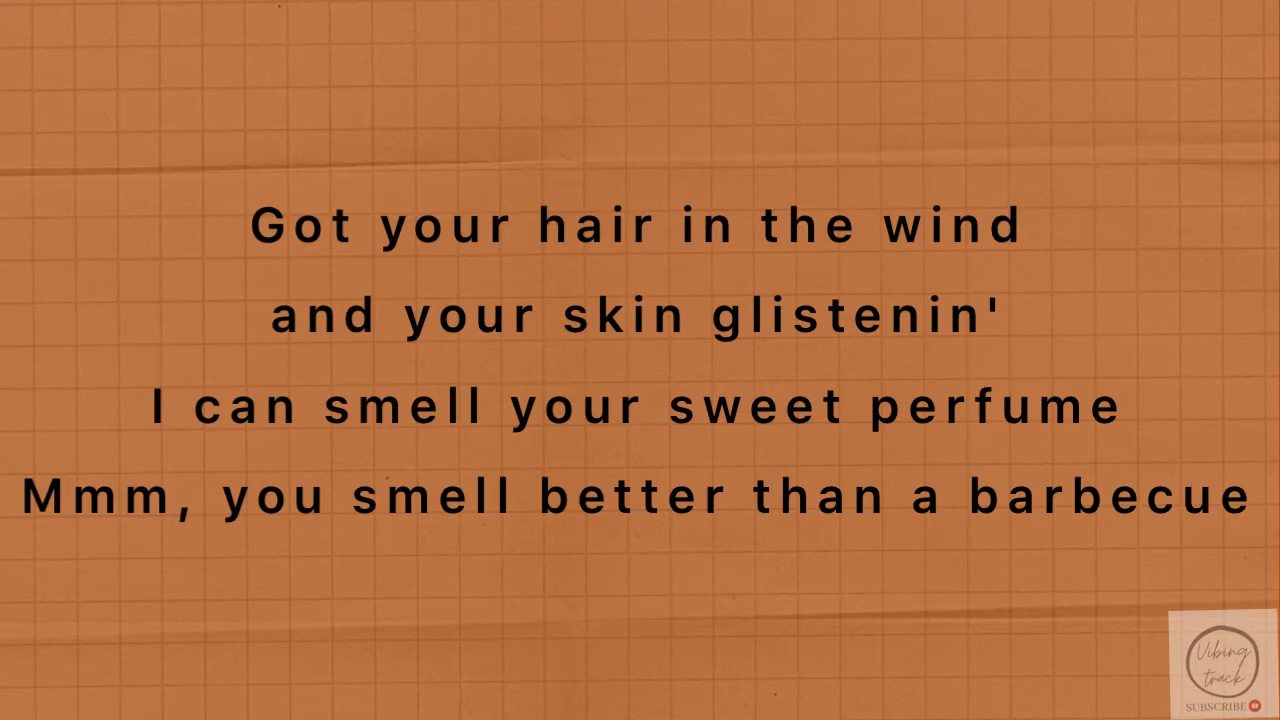 Got your hair in the wind
and your skin glistenin'
I can smell your sweet perfume
Mmm, you smell better than a barbecue
Vibing
track
SUBSCRIBE